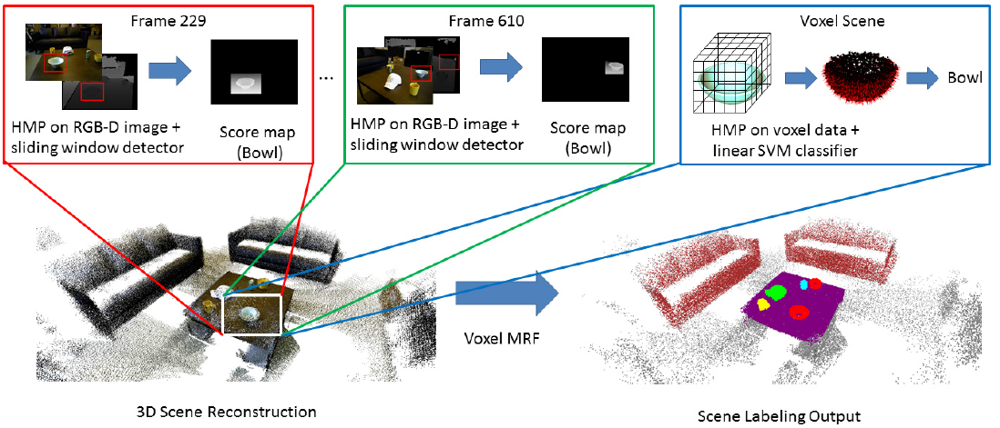 Frame 229
HMP on RGB-D image +
sliding window detector
Score map
(Bowl)
...
Frame 610
HMP on RGB-D image +
sliding window detector
Score map
(Bowl)
Voxel Scene
Bowl
HMP on voxel data +
linear SVM classifier
Voxel MRF
3D Scene Reconstruction
Scene Labeling Output